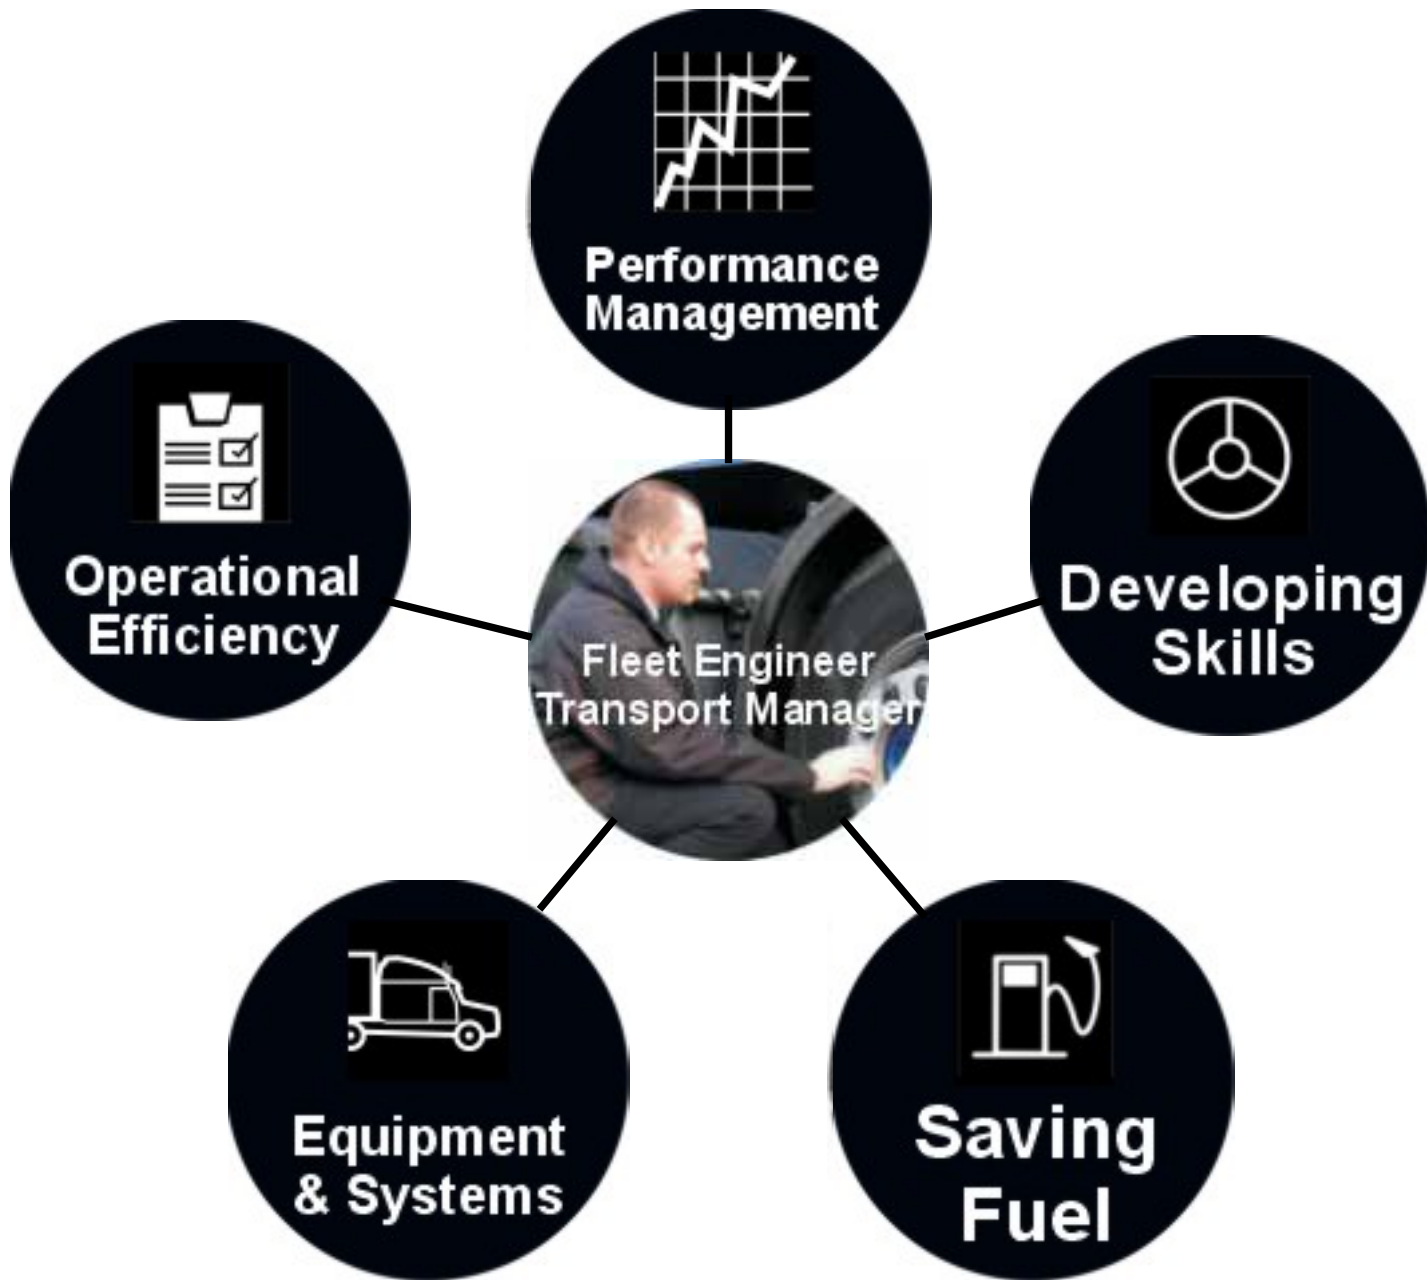 Performance
Management
Operational
Efficiency
Developing
Skills
Fleet Engineer
Transport Manager
Equipment
& Systems
Saving
Fuel